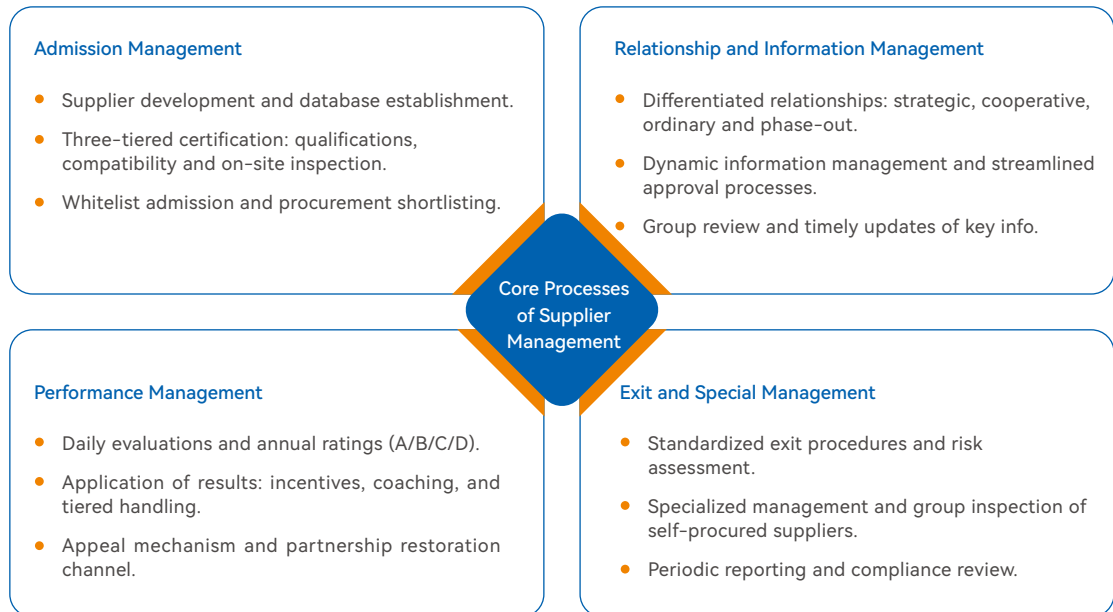 Admission Management
Supplier development and database establishment.
Three-tiered certification: qualifications,
compatibility and on-site inspection.
Whitelist admission and procurement shortlisting.
Relationship and Information Management
Differentiated relationships: strategic, cooperative,
ordinary and phase-out.
Dynamic information management and streamlined
approval processes.
Group review and timely updates of key info.
Core Processes
of Supplier
Management
Performance Management
Daily evaluations and annual ratings (A/B/C/D).
Application of results: incentives, coaching, and
tiered handling.
Appeal mechanism and partnership restoration
channel.
Exit and Special Management
Standardized exit procedures and risk
assessment.
Specialized management and group inspection of
self-procured suppliers.
Periodic reporting and compliance review.